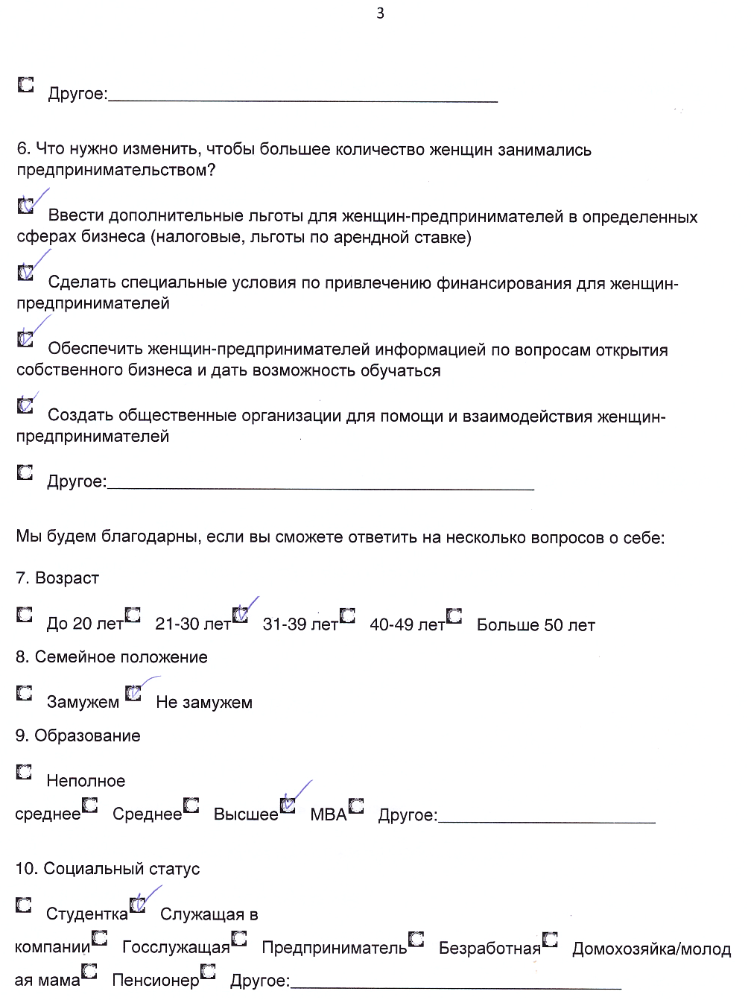 3
Другое:
6. Что нужно изменить, чтобы большее количество женщин занимались
предпринимательством?
Ввести дополнительные льготы для женщин-предпринимателей в определенных
сферах бизнеса (налоговые, льготы по арендной ставке)
Сделать специальные условия по привлечению финансирования для женщин-
предпринимателей
Обеспечить женщин-предпринимателей информацией по вопросам открытия
собственного бизнеса и дать возможность обучаться
Создать общественные организации для помощи и взаимодействия женщин-
предпринимателей
Другое:
Мы будем благодарны, если вы сможете ответить на несколько вопросов о себе:
7. Возраст
До 20 лет 21-30 лет 31-39 лет 40-49 лет Больше 50 лет
8. Семейное положение
Замужем Не замужем
9. Образование
Неполное
среднее Среднее Высшее МВА Другое:
10. Социальный статус
Студентка Служащая в
компании Госслужащая Предприниматель Безработная Домохозяйка/молод
ая мама Пенсионер Другое: